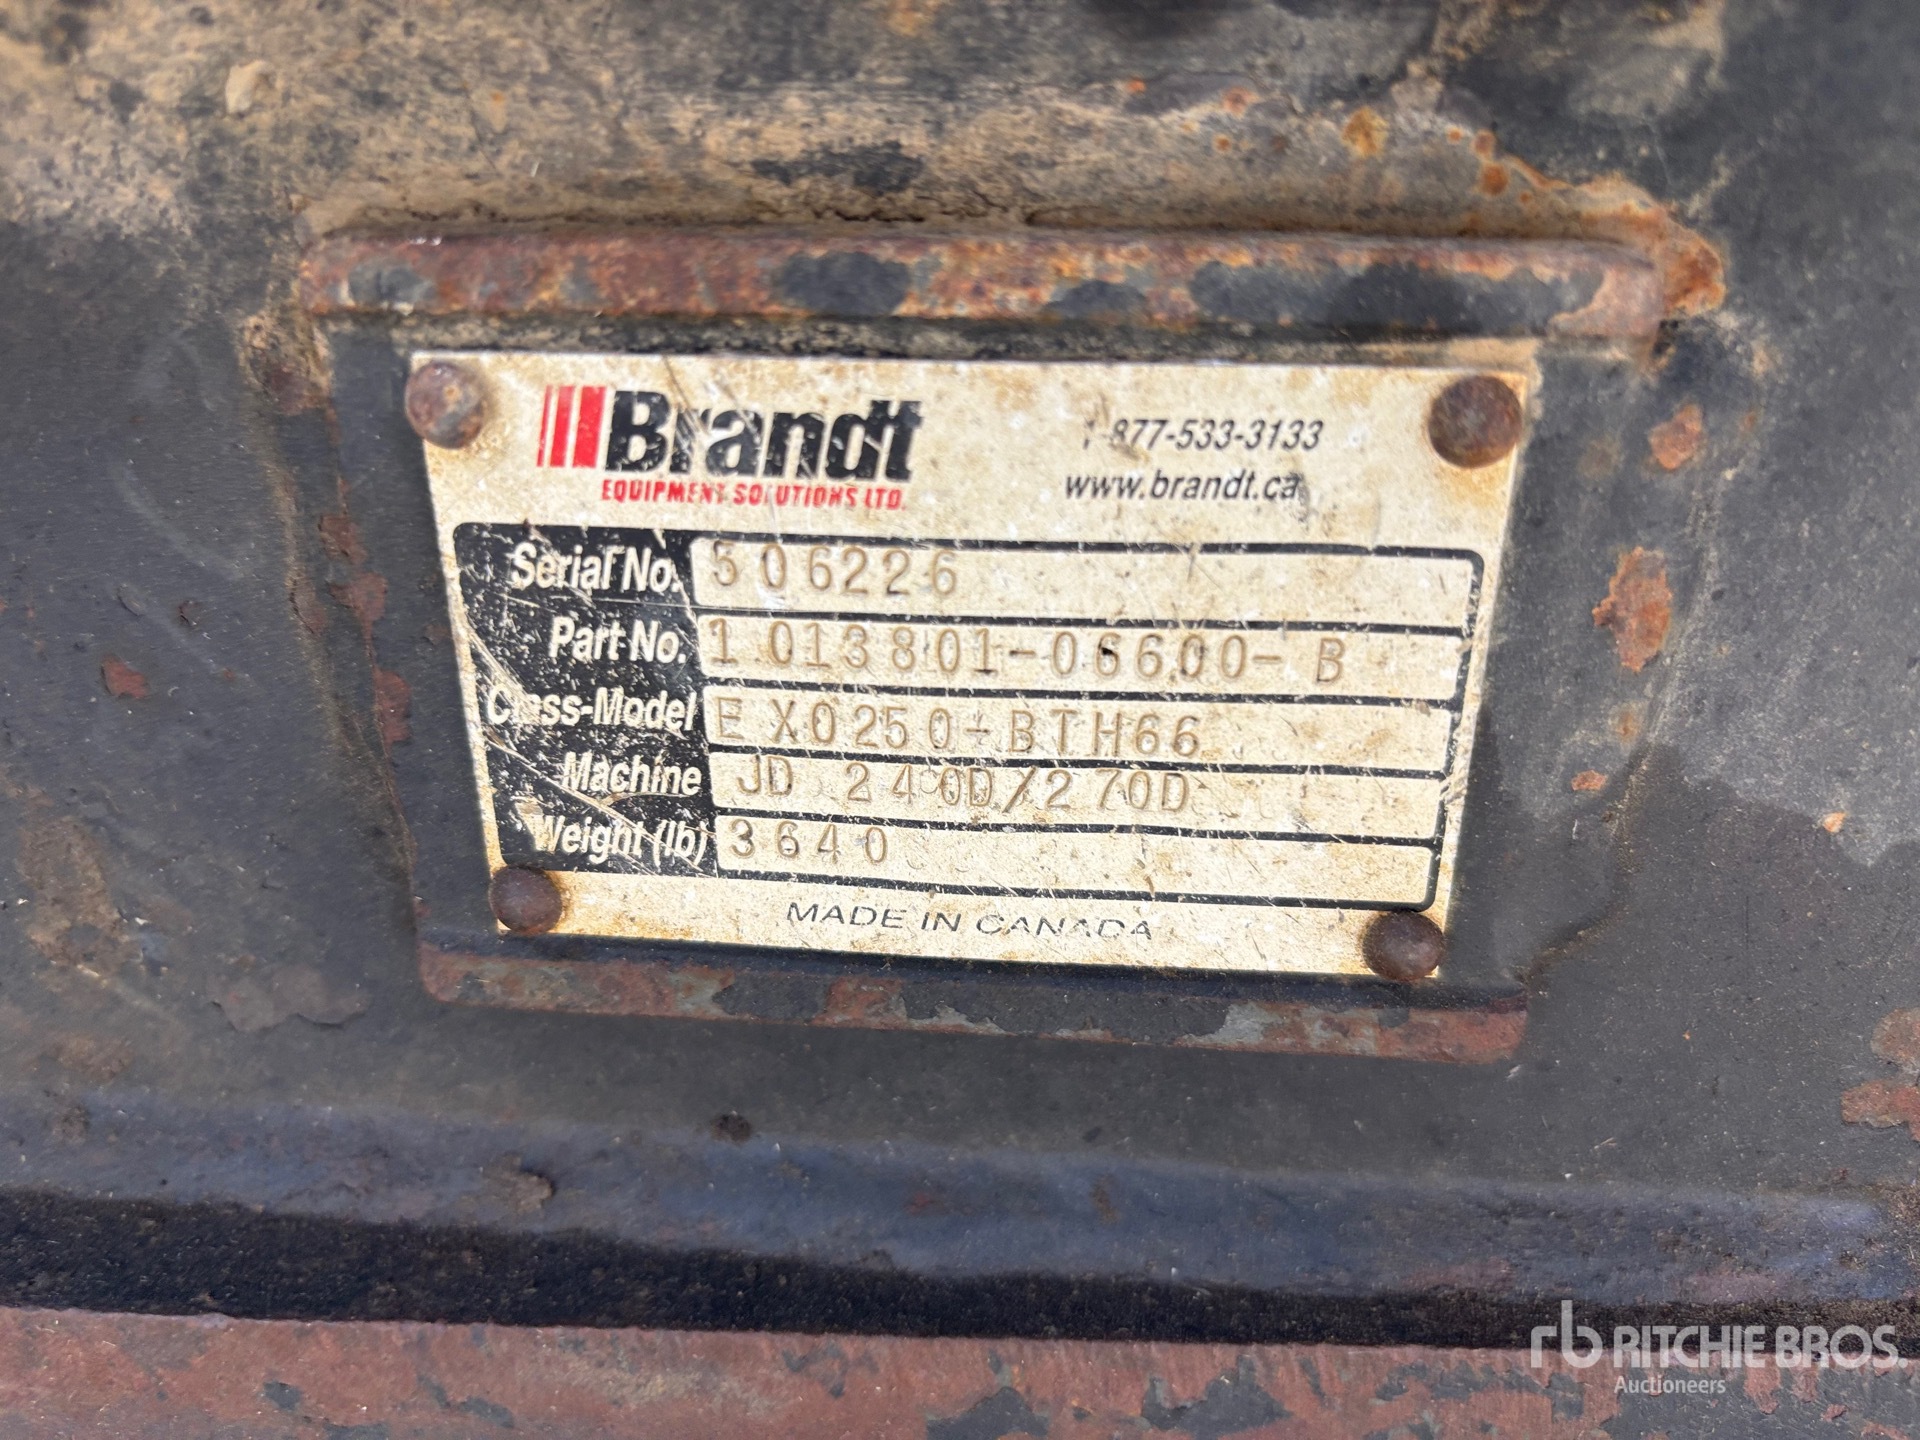 Brandt
EQUIPMENT SOLUTIONS LTD.
1-877-533-3133
www.brandt.ca
Serial No. 506226
Part No. 1013801-06600-B
Class-Model EX0250-BTH66
Machine JD 240D/270D
Weight (lb) 3640
MADE IN CANADA
rb RITCHIE BROS.
Auctioneers